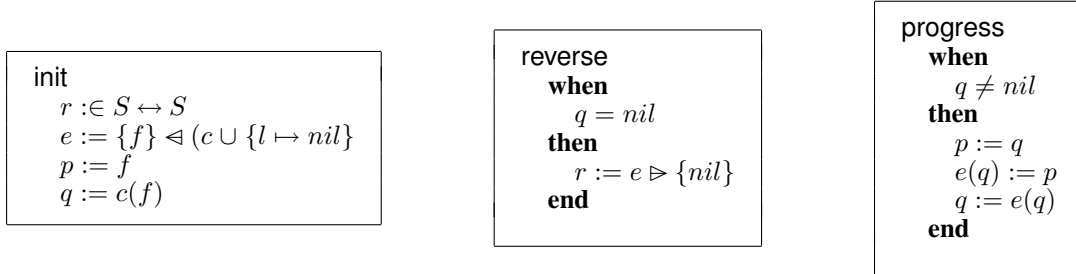 init
r :∈ S ↔ S
e := {f} ⩤ (c ∪ {l ↦ nil}
p := f
q := c(f)
reverse
when
q = nil
then
r := e ⩥ {nil}
end
progress
when
q ≠ nil
then
p := q
e(q) := p
q := e(q)
end